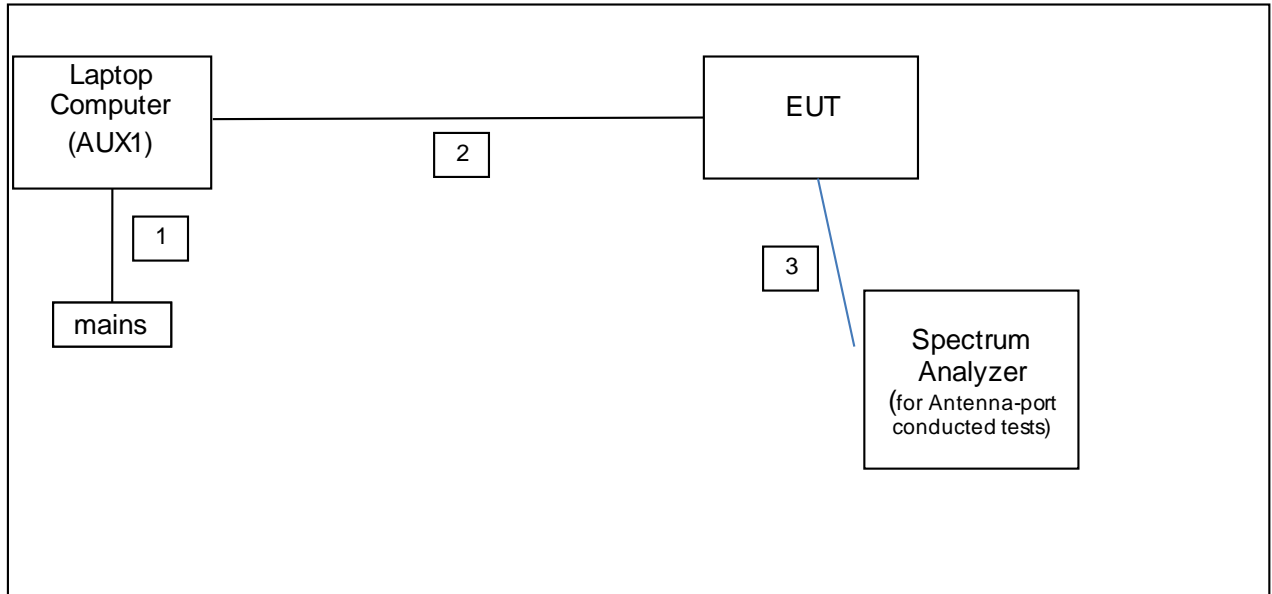 Laptop
Computer
(AUX1)
EUT
2
1
3
mains
Spectrum
Analyzer
(for Antenna-port
conducted tests)